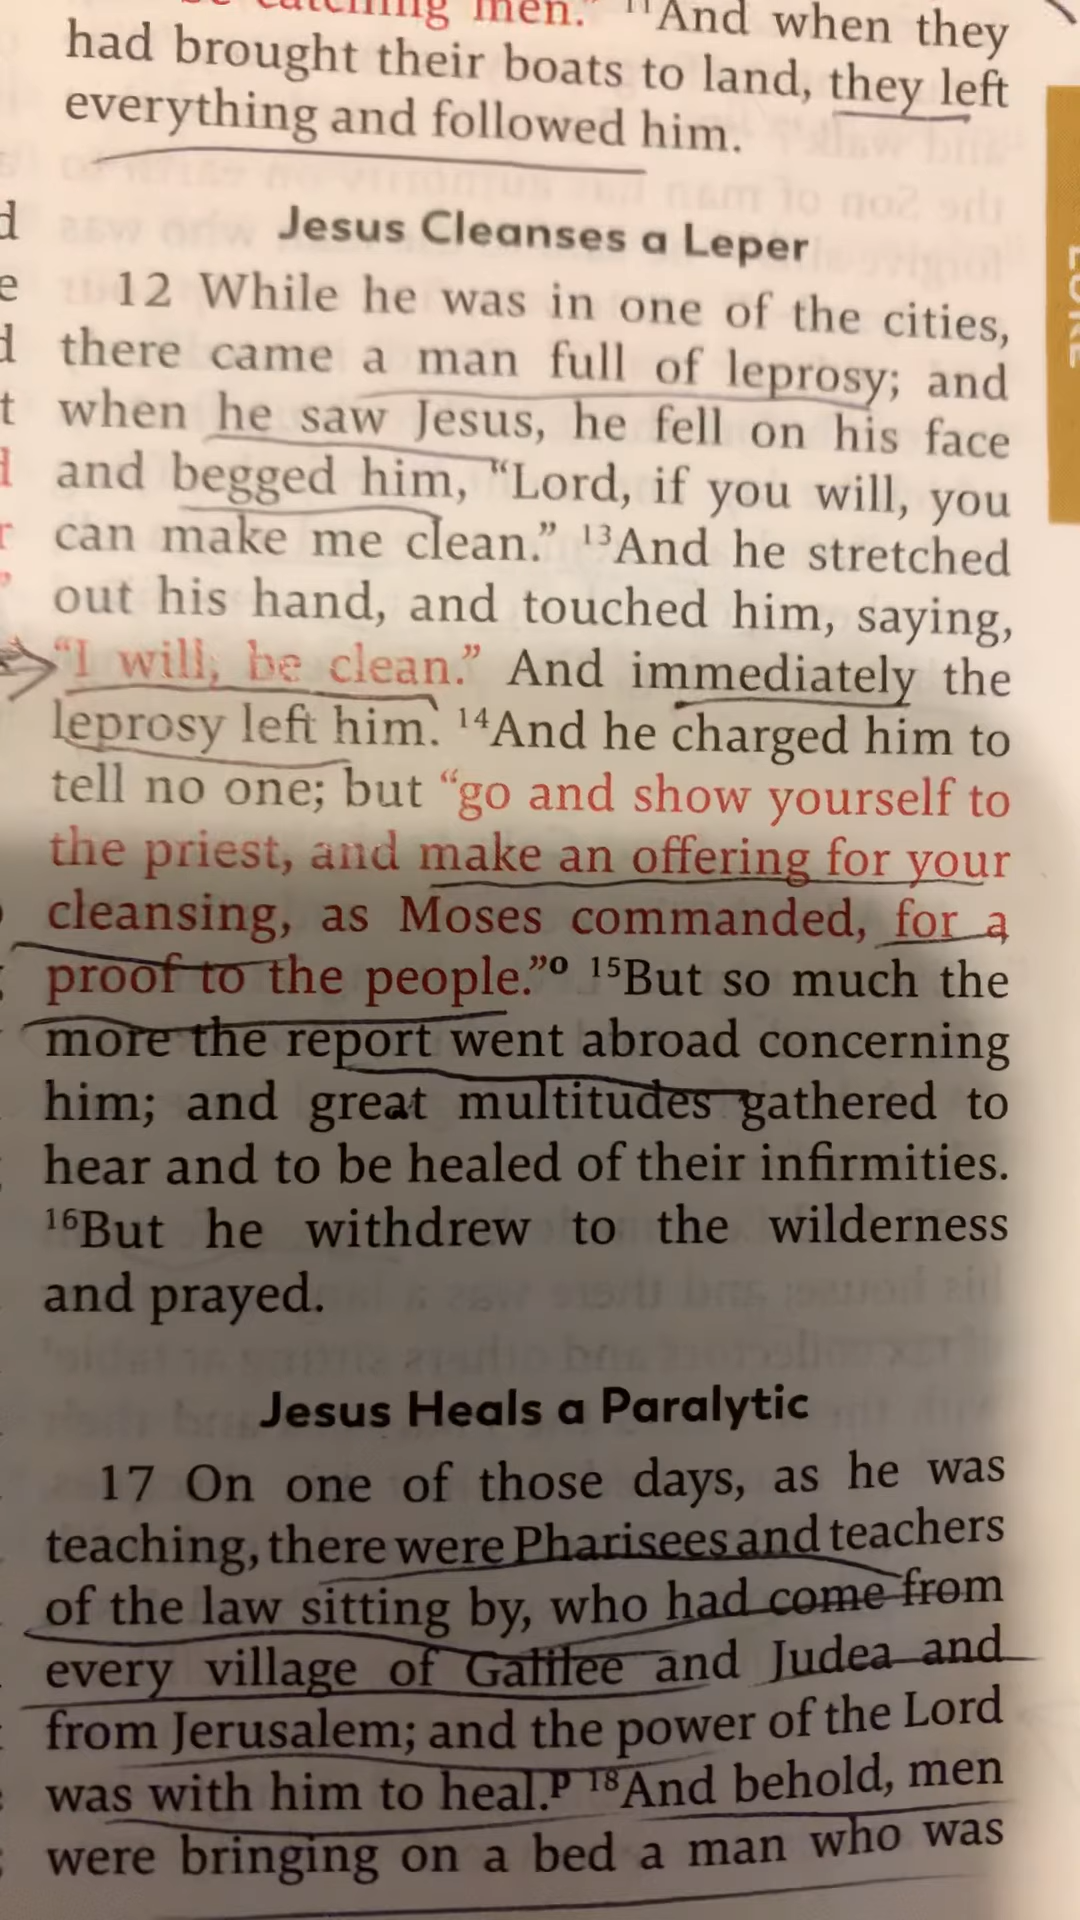 be catching men." ¹¹And when they
had brought their boats to land, they left
everything and followed him.
Jesus Cleanses a Leper
12 While he was in one of the cities,
there came a man full of leprosy; and
when he saw Jesus, he fell on his face
and begged him, "Lord, if you will, you
can make me clean." ¹³And he stretched
out his hand, and touched him, saying,
"I will; be clean." And immediately the
leprosy left him. ¹⁴And he charged him to
tell no one; but "go and show yourself to
the priest, and make an offering for your
cleansing, as Moses commanded, for a
proof to the people."ᵒ ¹⁵But so much the
more the report went abroad concerning
him; and great multitudes gathered to
hear and to be healed of their infirmities.
¹⁶But he withdrew to the wilderness
and prayed.
Jesus Heals a Paralytic
17 On one of those days, as he was
teaching, there were Pharisees and teachers
of the law sitting by, who had come from
every village of Galilee and Judea and
from Jerusalem; and the power of the Lord
was with him to heal.ᵖ ¹⁸And behold, men
were bringing on a bed a man who was
LUKE